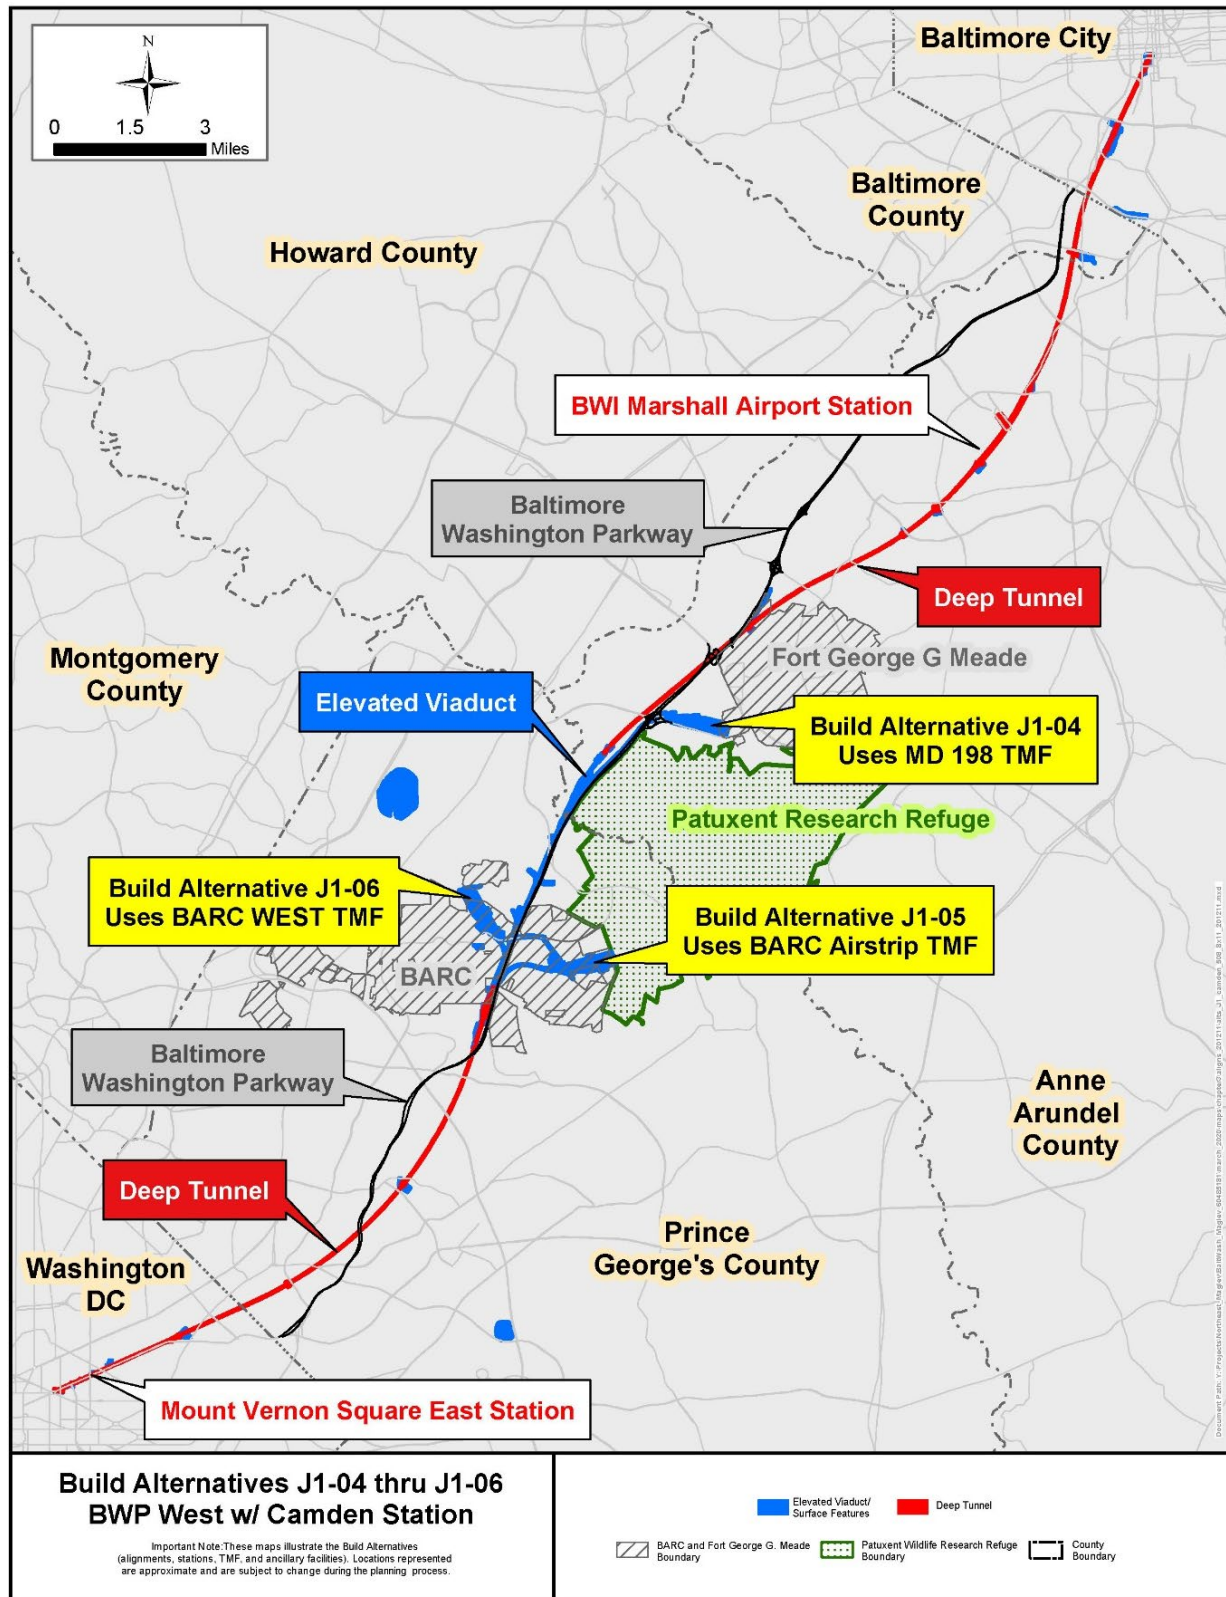 N
0 1.5 3
Miles
Baltimore City
Baltimore
County
Howard County
BWI Marshall Airport Station
Baltimore
Washington Parkway
Deep Tunnel
Fort George G Meade
Montgomery
County
Elevated Viaduct
Build Alternative J1-04
Uses MD 198 TMF
Patuxent Research Refuge
Build Alternative J1-06
Uses BARC WEST TMF
Build Alternative J1-05
Uses BARC Airstrip TMF
BARC
Baltimore
Washington Parkway
Anne
Arundel
County
Deep Tunnel
Prince
George's County
Washington
DC
Mount Vernon Square East Station
Build Alternatives J1-04 thru J1-06
BWP West w/ Camden Station
Important Note:These maps illustrate the Build Alternatives
(alignments, stations, TMF, and ancillary facilities). Locations represented
are approximate and are subject to change during the planning process.
Elevated Viaduct/
Surface Features
Deep Tunnel
BARC and Fort George G. Meade
Boundary
Patuxent Wildlife Research Refuge
Boundary
County
Boundary